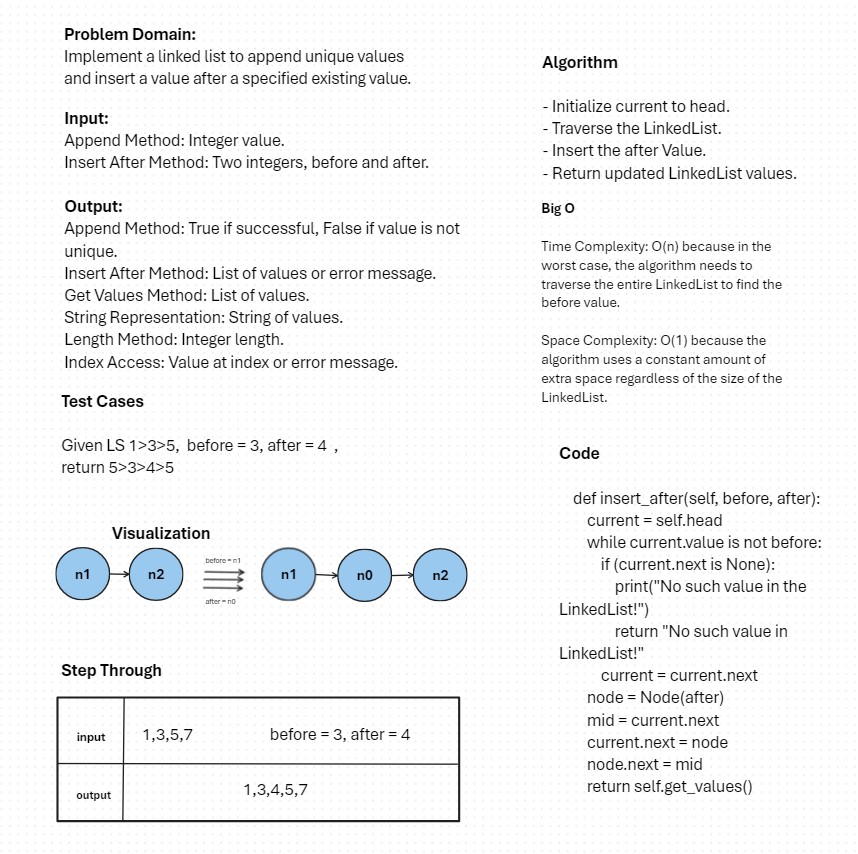 Problem Domain:
Implement a linked list to append unique values
and insert a value after a specified existing value.
Input:
Append Method: Integer value.
Insert After Method: Two integers, before and after.
Output:
Append Method: True if successful, False if value is not
unique.
Insert After Method: List of values or error message.
Get Values Method: List of values.
String Representation: String of values.
Length Method: Integer length.
Index Access: Value at index or error message.
Test Cases
Given LS 1>3>5,  before = 3, after = 4  ,
return 5>3>4>5
Visualization
n1
n2
before = n1
after = n0
n1
n0
n2
Step Through
input
1,3,5,7
before = 3, after = 4
output
1,3,4,5,7
Algorithm
- Initialize current to head.
- Traverse the LinkedList.
- Insert the after Value.
- Return updated LinkedList values.
Big O
Time Complexity: O(n) because in the
worst case, the algorithm needs to
traverse the entire LinkedList to find the
before value.
Space Complexity: O(1) because the
algorithm uses a constant amount of
extra space regardless of the size of the
LinkedList.
Code
def insert_after(self, before, after):
current = self.head
while current.value is not before:
if (current.next is None):
print("No such value in the
LinkedList!")
return "No such value in
LinkedList!"
current = current.next
node = Node(after)
mid = current.next
current.next = node
node.next = mid
return self.get_values()